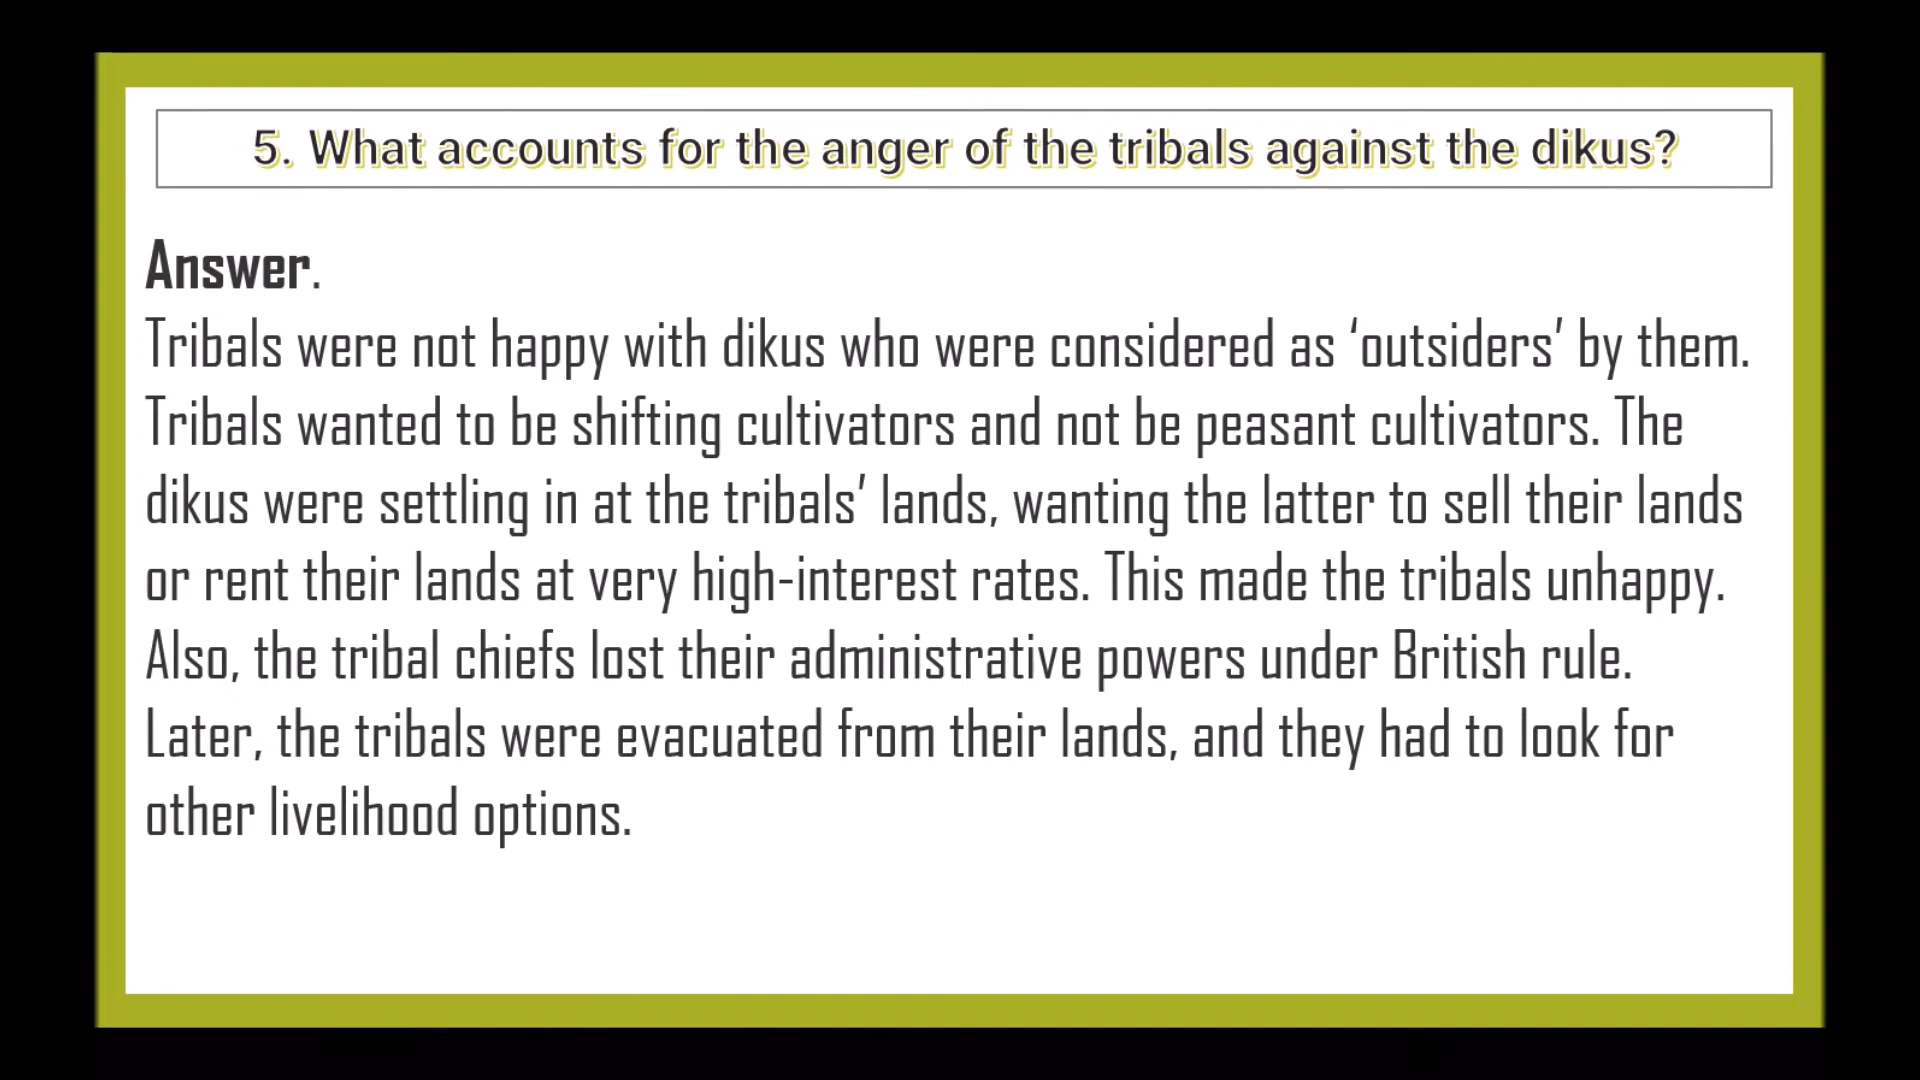 5. What accounts for the anger of the tribals against the dikus?
Answer.
Tribals were not happy with dikus who were considered as ‘outsiders’ by them.
Tribals wanted to be shifting cultivators and not be peasant cultivators. The
dikus were settling in at the tribals’ lands, wanting the latter to sell their lands
or rent their lands at very high-interest rates. This made the tribals unhappy.
Also, the tribal chiefs lost their administrative powers under British rule.
Later, the tribals were evacuated from their lands, and they had to look for
other livelihood options.